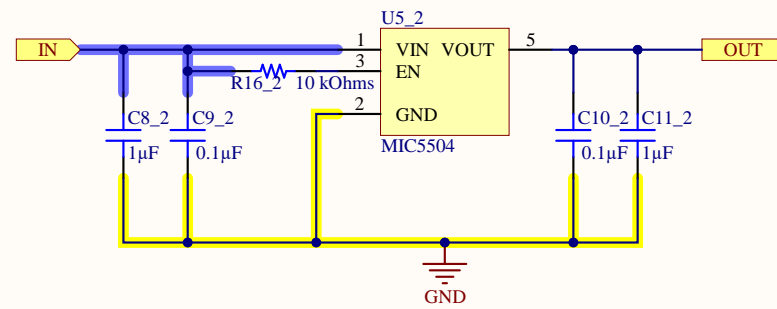 U5_2
IN
1
VIN
VOUT
5
OUT
R16_2
10 kOhms
3
EN
2
GND
C8_2
1µF
C9_2
0.1µF
MIC5504
C10_2
0.1µF
C11_2
1µF
GND